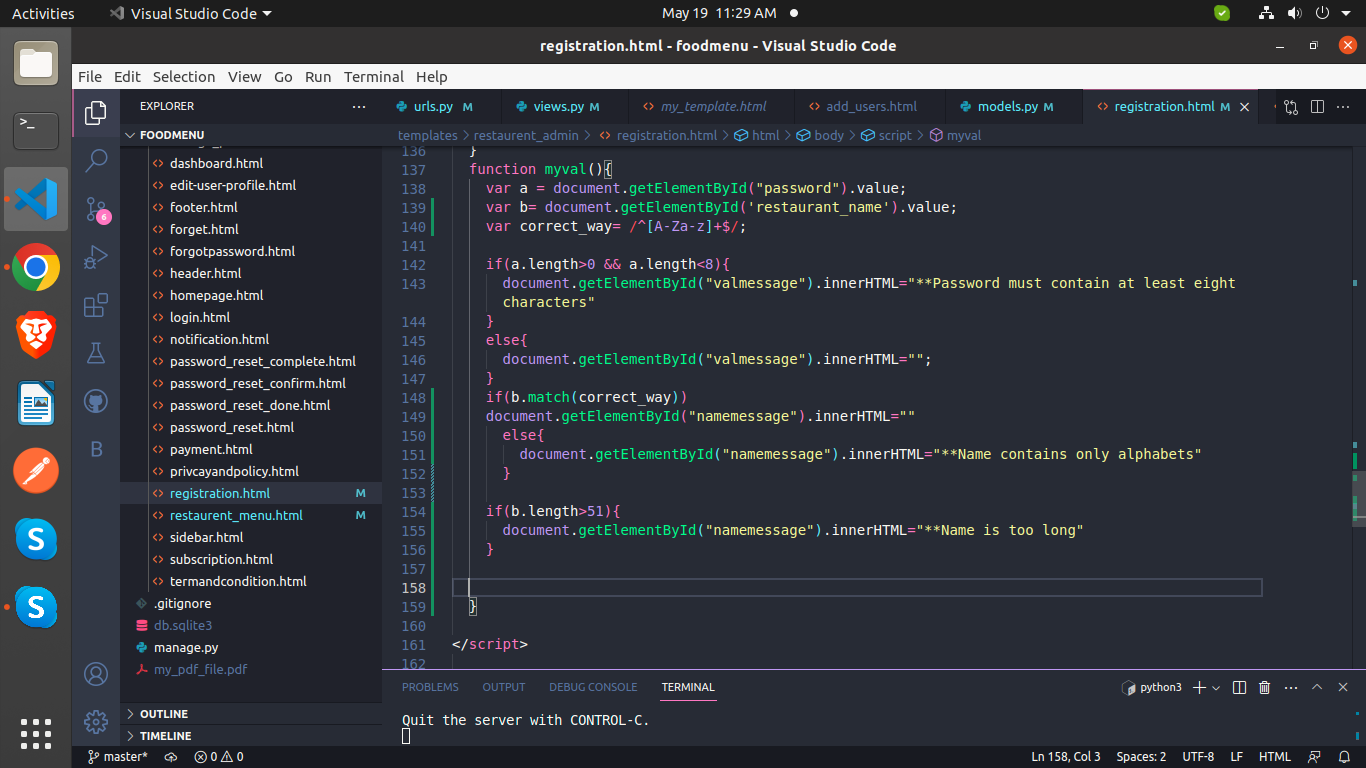 Activities Visual Studio Code May 19 11:29 AM
registration.html - foodmenu - Visual Studio Code
File Edit Selection View Go Run Terminal Help
EXPLORER
urls.py M views.py M my_template.html add_users.html models.py M registration.html M
FOODMENU
templates > restaurent_admin > registration.html > html > body > script > myval
dashboard.html
edit-user-profile.html
footer.html
forget.html
forgotpassword.html
header.html
homepage.html
login.html
notification.html
password_reset_complete.html
password_reset_confirm.html
password_reset_done.html
password_reset.html
payment.html
privcayandpolicy.html
registration.html M
restaurent_menu.html M
sidebar.html
subscription.html
termandcondition.html
.gitignore
db.sqlite3
manage.py
my_pdf_file.pdf
OUTLINE
TIMELINE
6
136 }
137 function myval(){
138 var a = document.getElementById("password").value;
139 var b= document.getElementById('restaurant_name').value;
140 var correct_way= /^[A-Za-z]+$/;
141
142 if(a.length>0 && a.length<8){
143 document.getElementById("valmessage").innerHTML="**Password must contain at least eight
characters"
144 }
145 else{
146 document.getElementById("valmessage").innerHTML="";
147 }
148 if(b.match(correct_way))
149 document.getElementById("namemessage").innerHTML=""
150 else{
151 document.getElementById("namemessage").innerHTML="**Name contains only alphabets"
152 }
153
154 if(b.length>51){
155 document.getElementById("namemessage").innerHTML="**Name is too long"
156 }
157
158
159 }
160
161 </script>
162
PROBLEMS OUTPUT DEBUG CONSOLE TERMINAL python3
Quit the server with CONTROL-C.
master* 0 0 Ln 158, Col 3 Spaces: 2 UTF-8 LF HTML